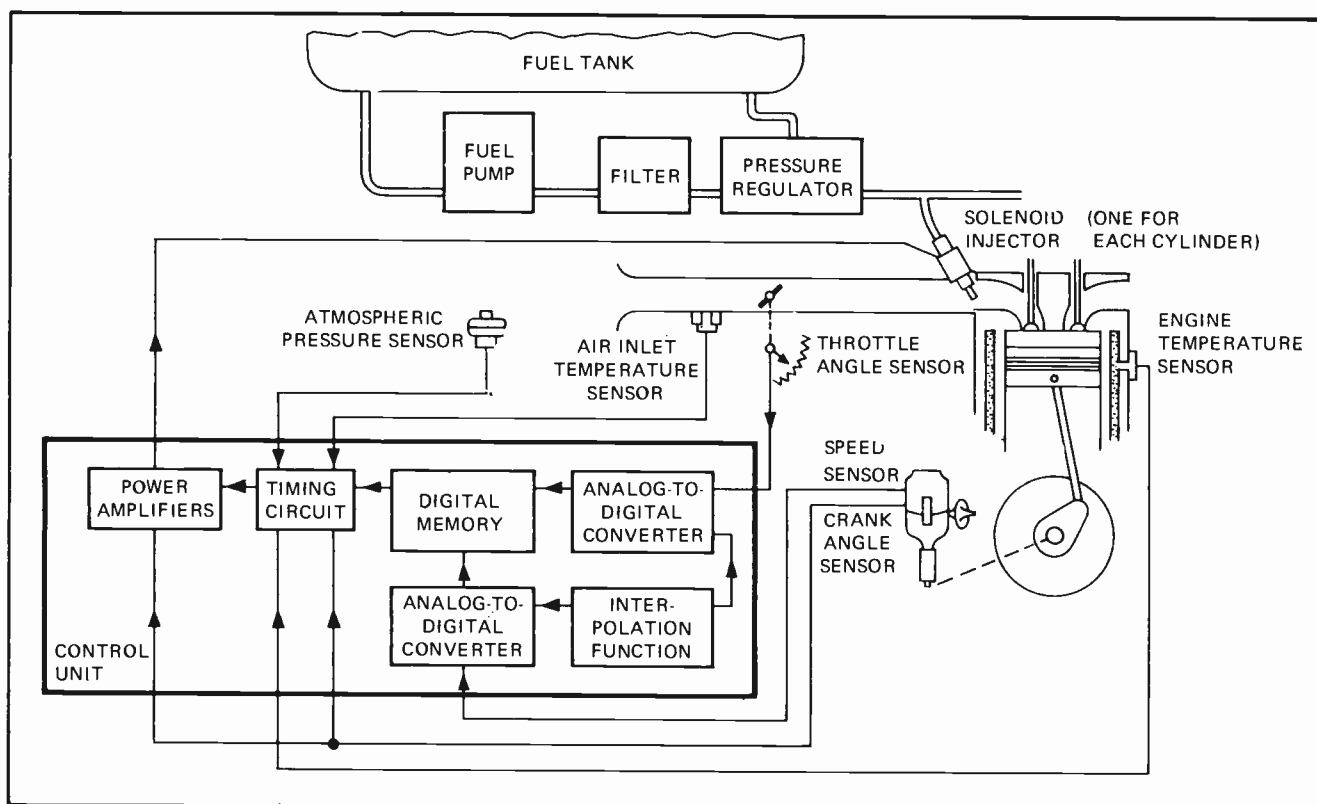 FUEL TANK
FUEL
PUMP
FILTER
PRESSURE
REGULATOR
SOLENOID
INJECTOR
(ONE FOR
EACH CYLINDER)
ATMOSPHERIC
PRESSURE SENSOR
AIR INLET
TEMPERATURE
SENSOR
THROTTLE
ANGLE SENSOR
ENGINE
TEMPERATURE
SENSOR
POWER
AMPLIFIERS
TIMING
CIRCUIT
DIGITAL
MEMORY
ANALOG-TO-
DIGITAL
CONVERTER
SPEED
SENSOR
CRANK
ANGLE
SENSOR
ANALOG-TO-
DIGITAL
CONVERTER
INTER-
POLATION
FUNCTION
CONTROL
UNIT